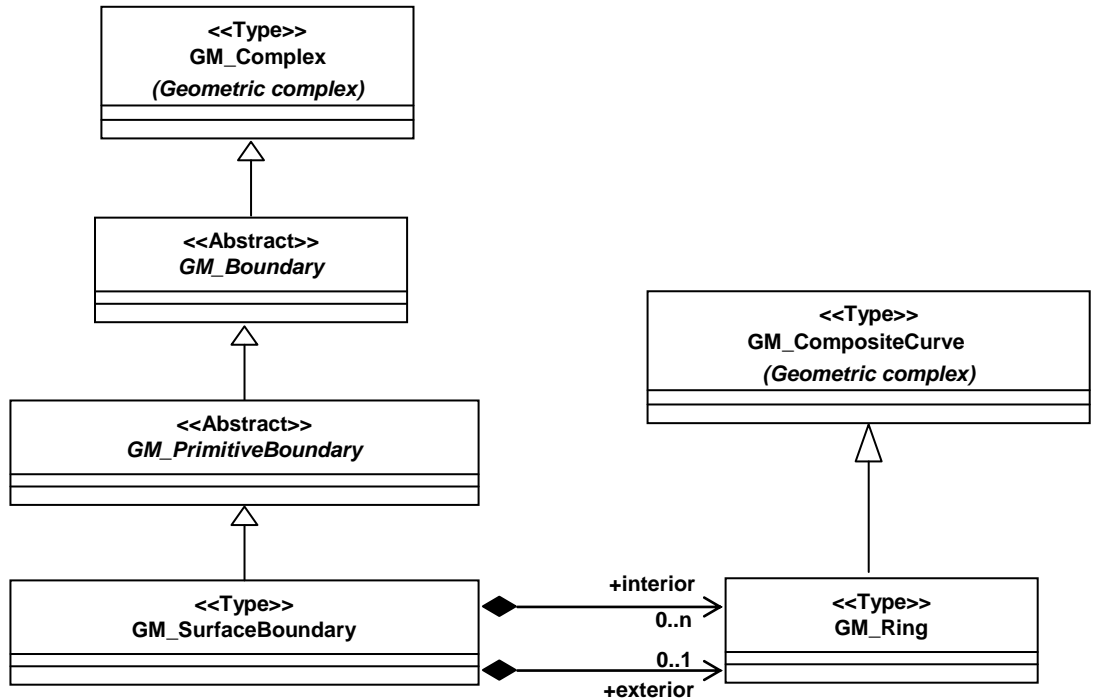 <<Type>>
GM_Complex
(Geometric complex)
<<Abstract>>
GM_Boundary
<<Type>>
GM_CompositeCurve
(Geometric complex)
<<Abstract>>
GM_PrimitiveBoundary
<<Type>>
GM_SurfaceBoundary
+interior
0..n
0..1
+exterior
<<Type>>
GM_Ring